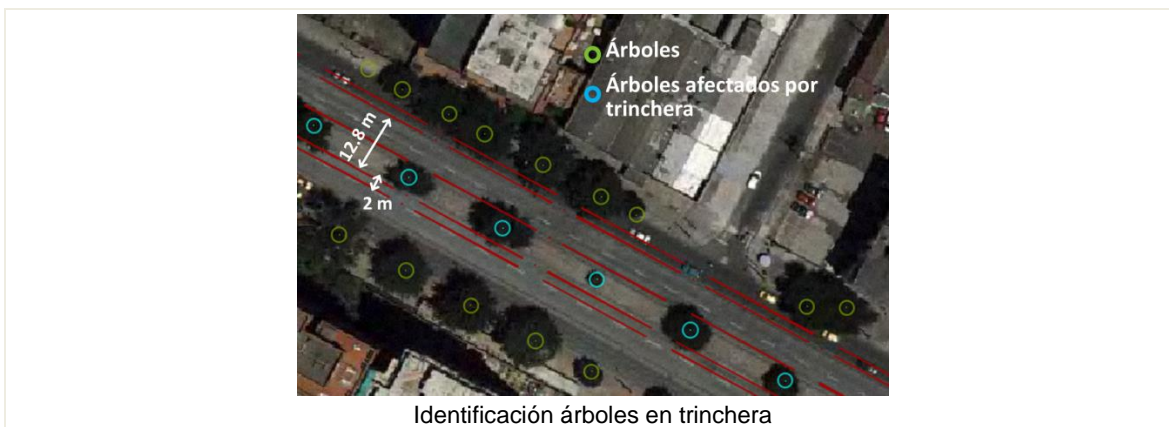 Árboles
Árboles afectados por
trinchera
12.8 m
2 m
Identificación árboles en trinchera